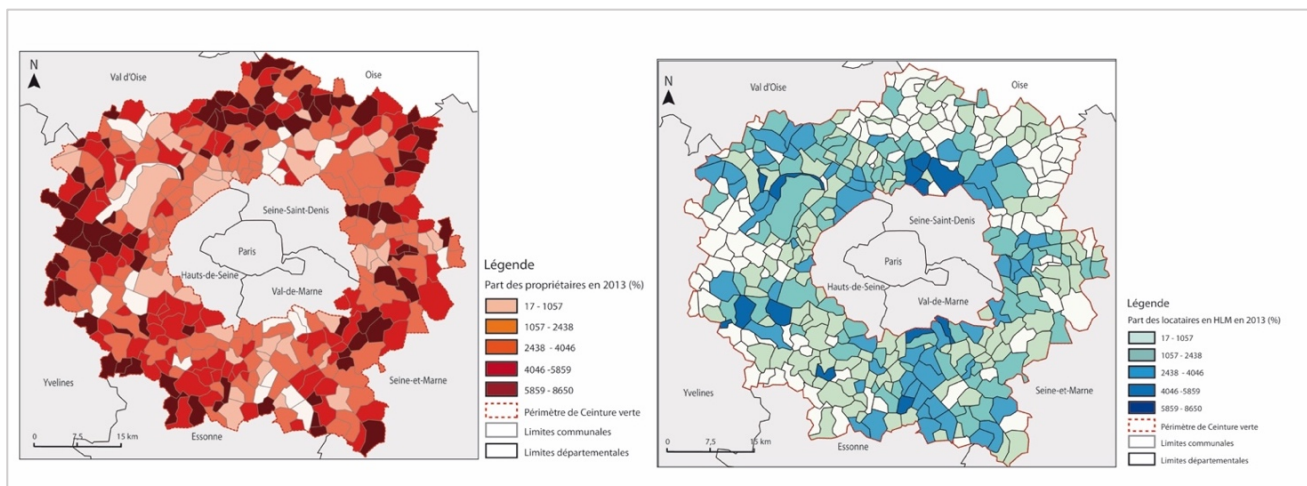 N
Val d'Oise
Oise
Seine-Saint-Denis
Paris
Hauts-de-Seine
Val-de-Marne
Yvelines
Seine-et-Marne
Essonne
0 7,5 15 km
Légende
Part des propriétaires en 2013 (%)
17 - 1057
1057 - 2438
2438 - 4046
4046 -5859
5859 - 8650
Périmètre de Ceinture verte
Limites communales
Limites départementales
N
Val d'Oise
Oise
Seine-Saint-Denis
Paris
Hauts-de-Seine
Val-de-Marne
Yvelines
Seine-et-Marne
Essonne
0 7,5 15 km
Légende
Part des locataires en HLM en 2013 (%)
17 - 1057
1057 - 2438
2438 - 4046
4046 -5859
5859 - 8650
Périmètre de Ceinture verte
Limites communales
Limites départementales